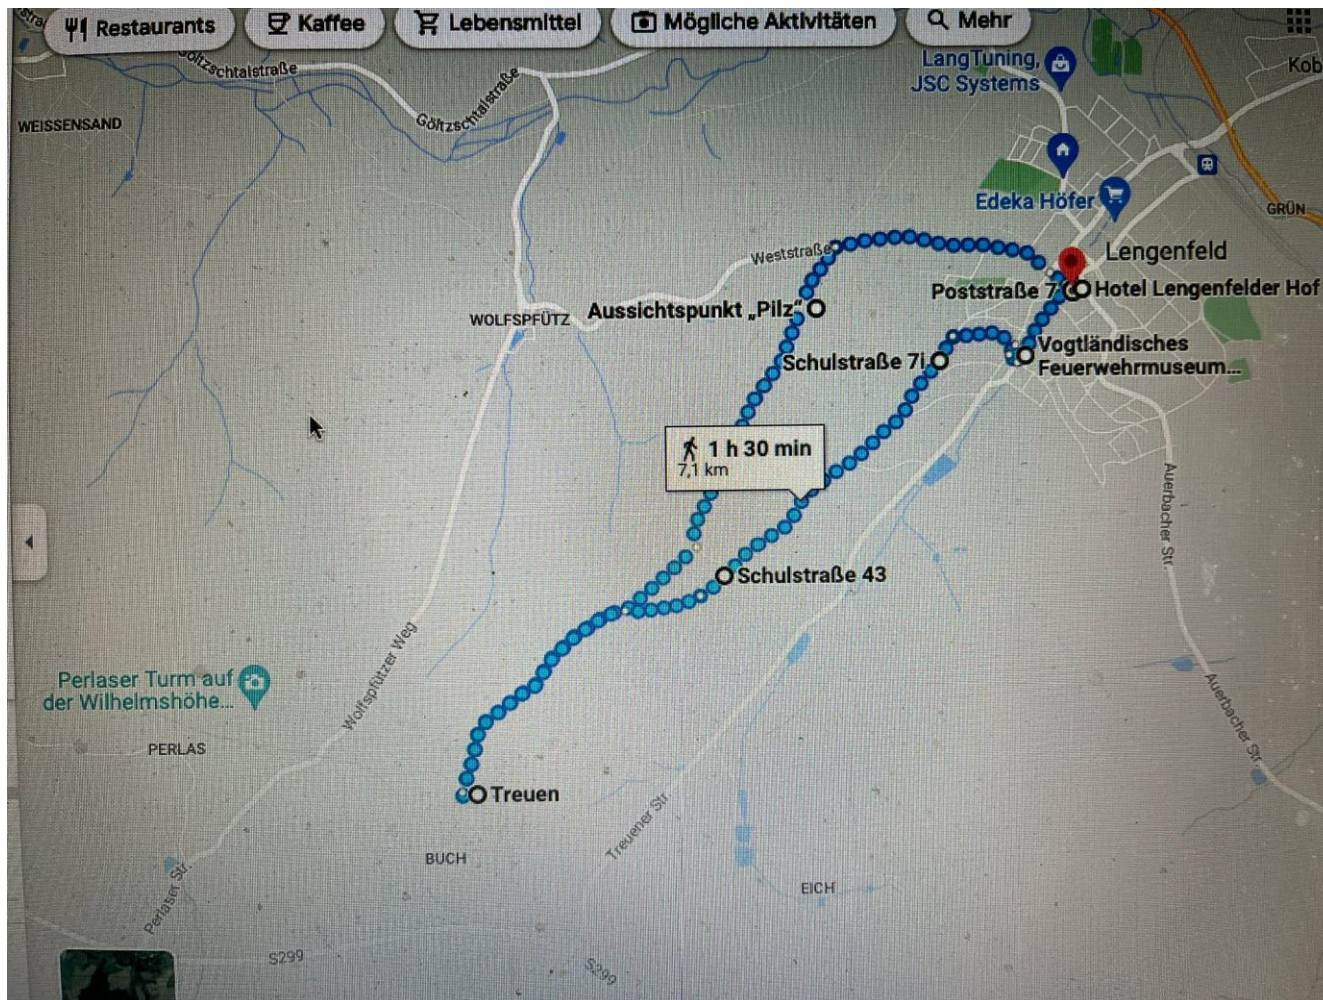 Restaurants
Kaffee
Lebensmittel
Mögliche Aktivitäten
Mehr
Göltzschtalstraße
Göltzschtalstraße
LangTuning,
JSC Systems
Kob
WEISSENSAND
Edeka Höfer
GRÜN
Weststraße
Lengenfeld
Poststraße 7
Hotel Lengenfelder Hof
Aussichtspunkt „Pilz“
WOLFSPFÜTZ
Schulstraße 7i
Vogtländisches
Feuerwehrmuseum...
1 h 30 min
7,1 km
Auerbacher Str.
Schulstraße 43
Wolfspfützer Weg
Perlaser Turm auf
der Wilhelmshöhe...
Auerbacher Str.
PERLAS
Treuen
Treuener Str.
BUCH
Perlaser Str.
EICH
S299
S299